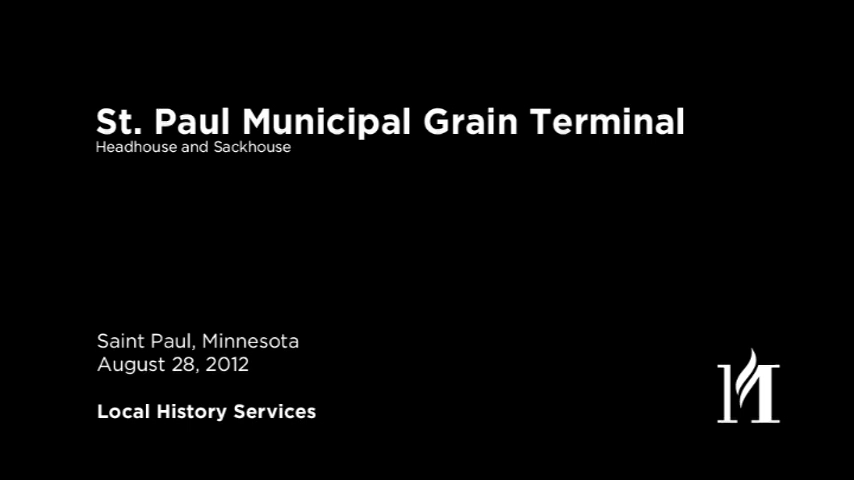 St. Paul Municipal Grain Terminal
Headhouse and Sackhouse
Saint Paul, Minnesota
August 28, 2012
Local History Services